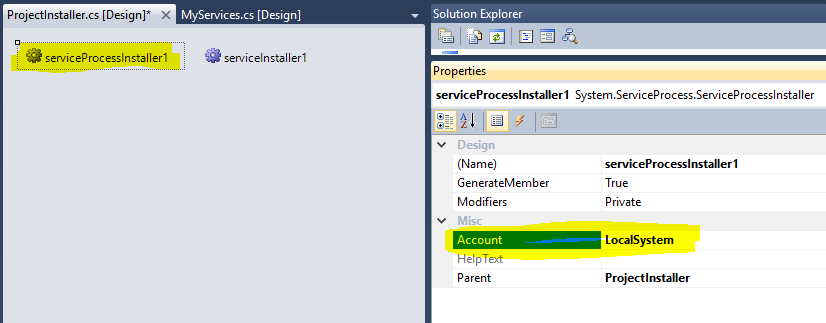 ProjectInstaller.cs [Design]* MyServices.cs [Design]
serviceProcessInstaller1 serviceInstaller1
Solution Explorer
Properties
serviceProcessInstaller1 System.ServiceProcess.ServiceProcessInstaller
Design
(Name) serviceProcessInstaller1
GenerateMember True
Modifiers Private
Misc
Account LocalSystem
HelpText
Parent ProjectInstaller